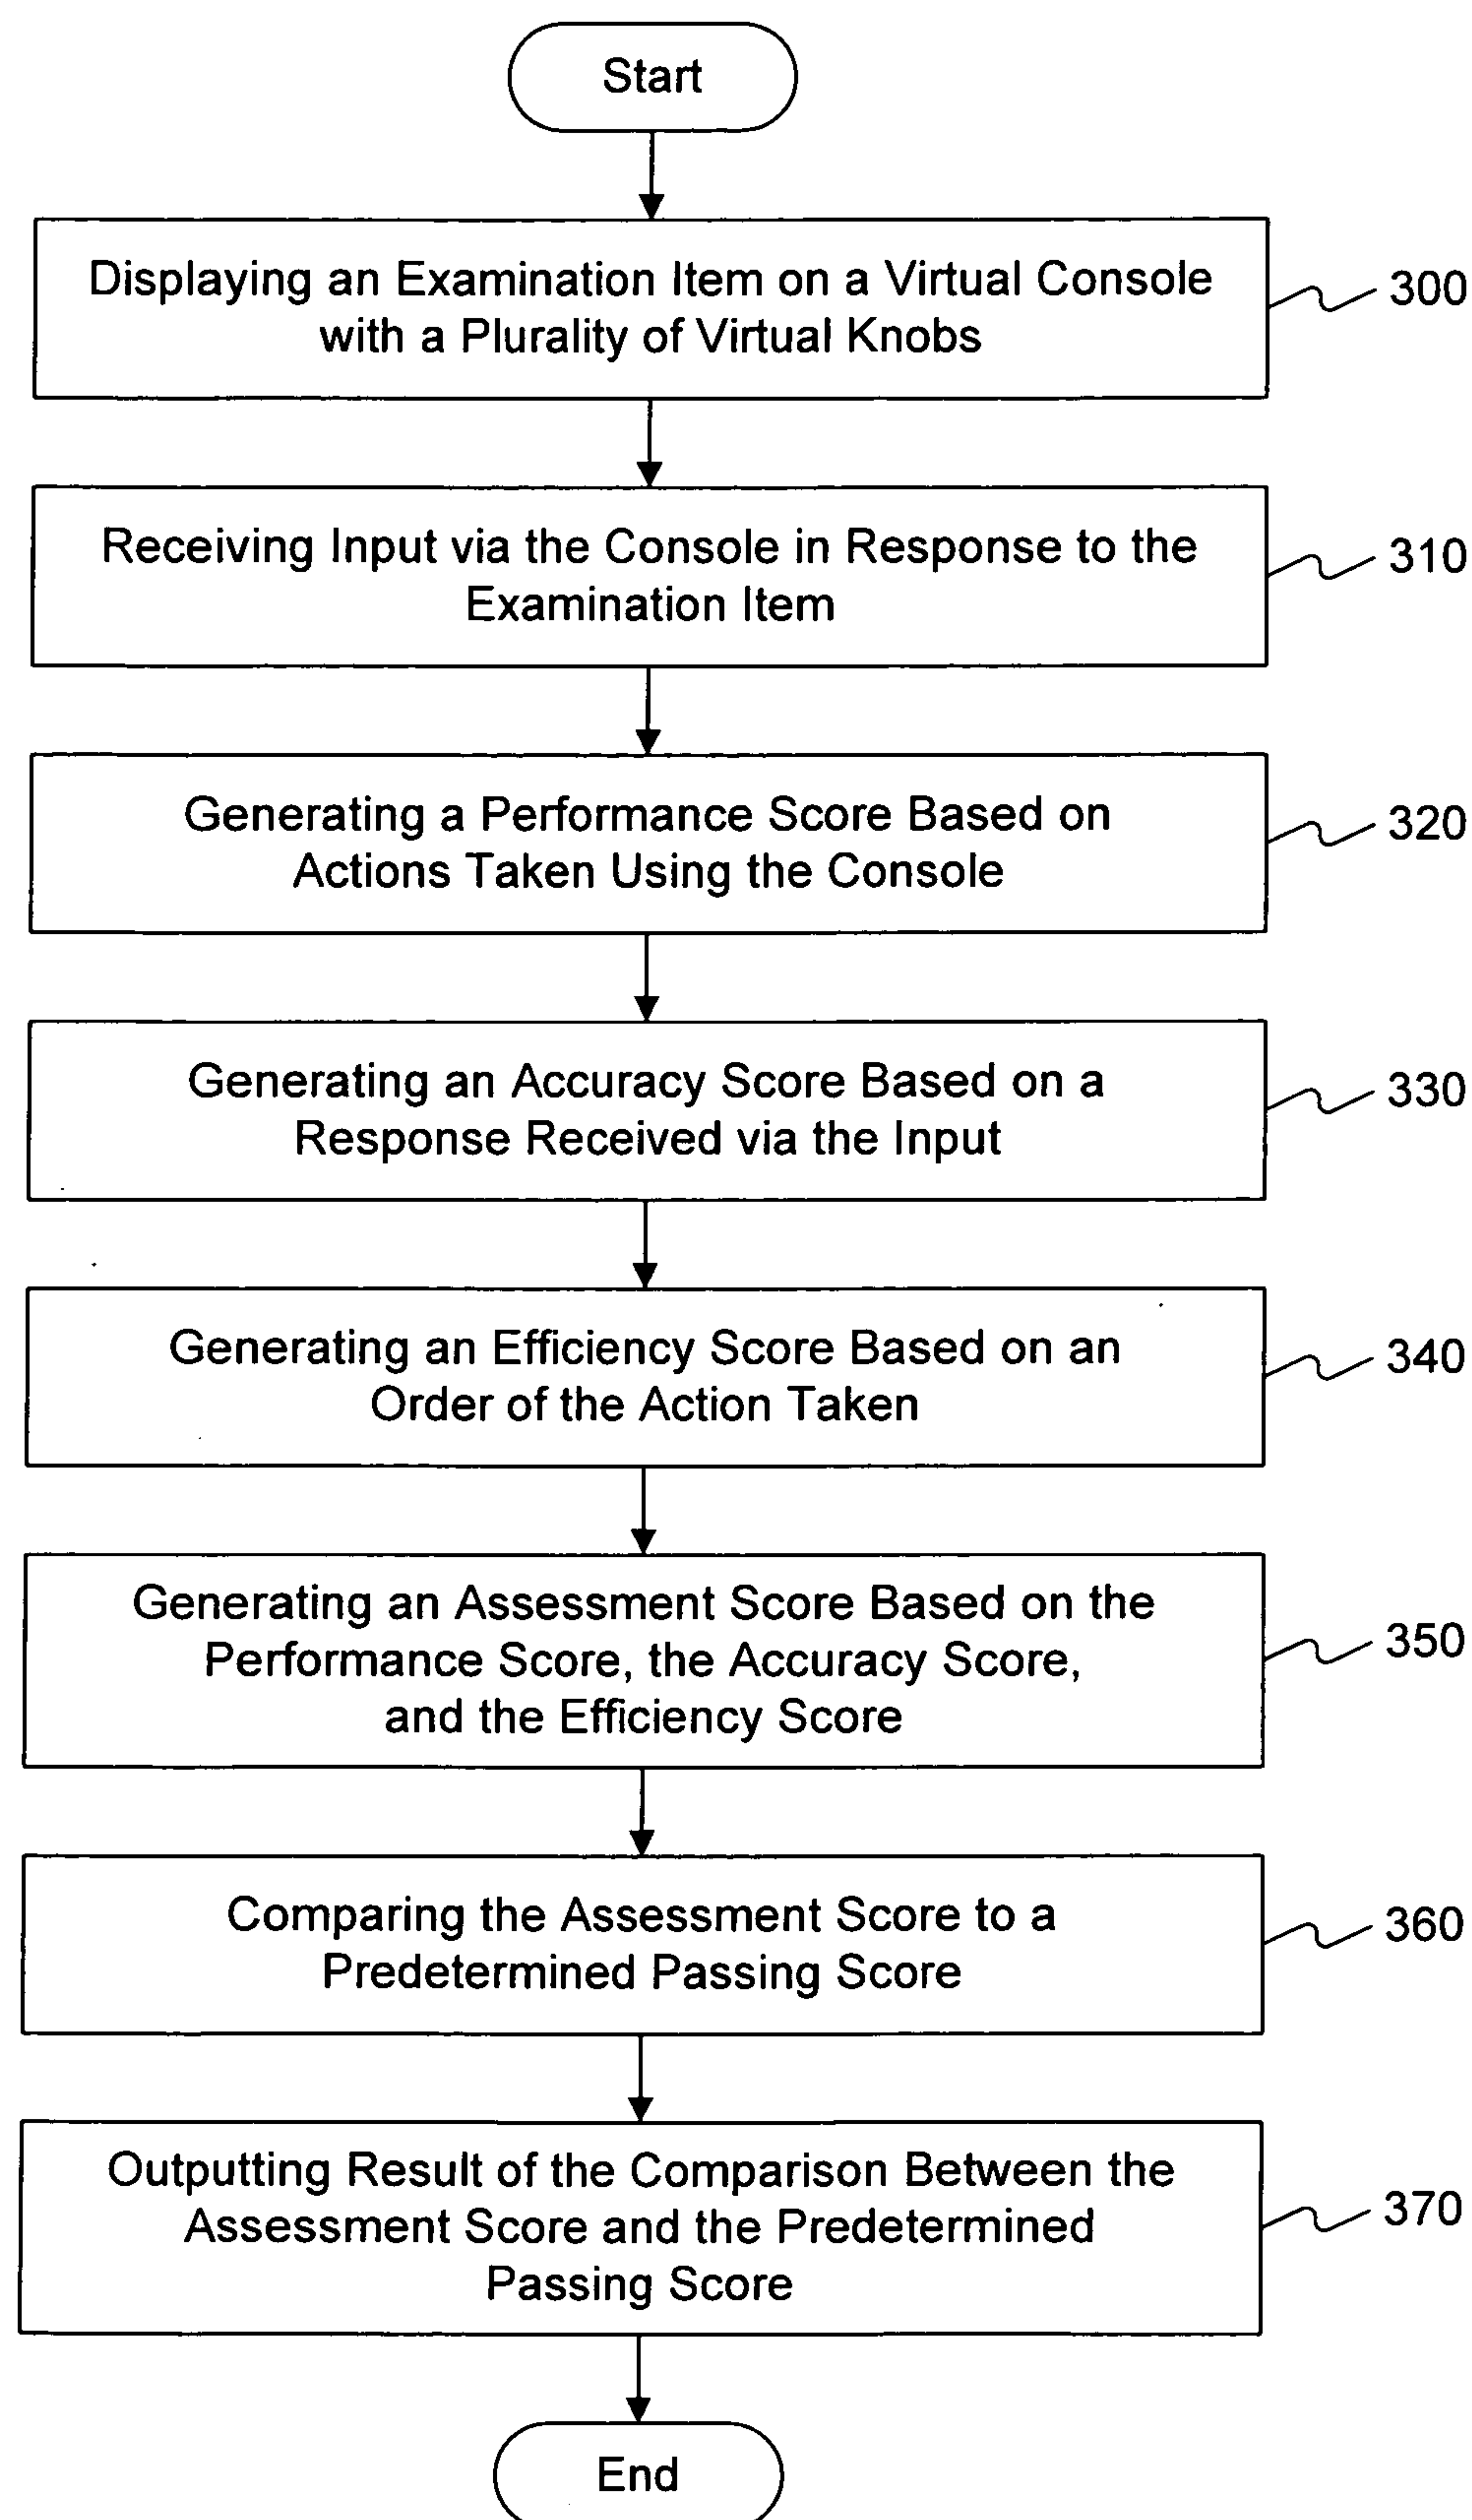 Start
Displaying an Examination Item on a Virtual Console
with a Plurality of Virtual Knobs
300
Receiving Input via the Console in Response to the
Examination Item
310
Generating a Performance Score Based on
Actions Taken Using the Console
320
Generating an Accuracy Score Based on a
Response Received via the Input
330
Generating an Efficiency Score Based on an
Order of the Action Taken
340
Generating an Assessment Score Based on the
Performance Score, the Accuracy Score,
and the Efficiency Score
350
Comparing the Assessment Score to a
Predetermined Passing Score
360
Outputting Result of the Comparison Between the
Assessment Score and the Predetermined
Passing Score
370
End